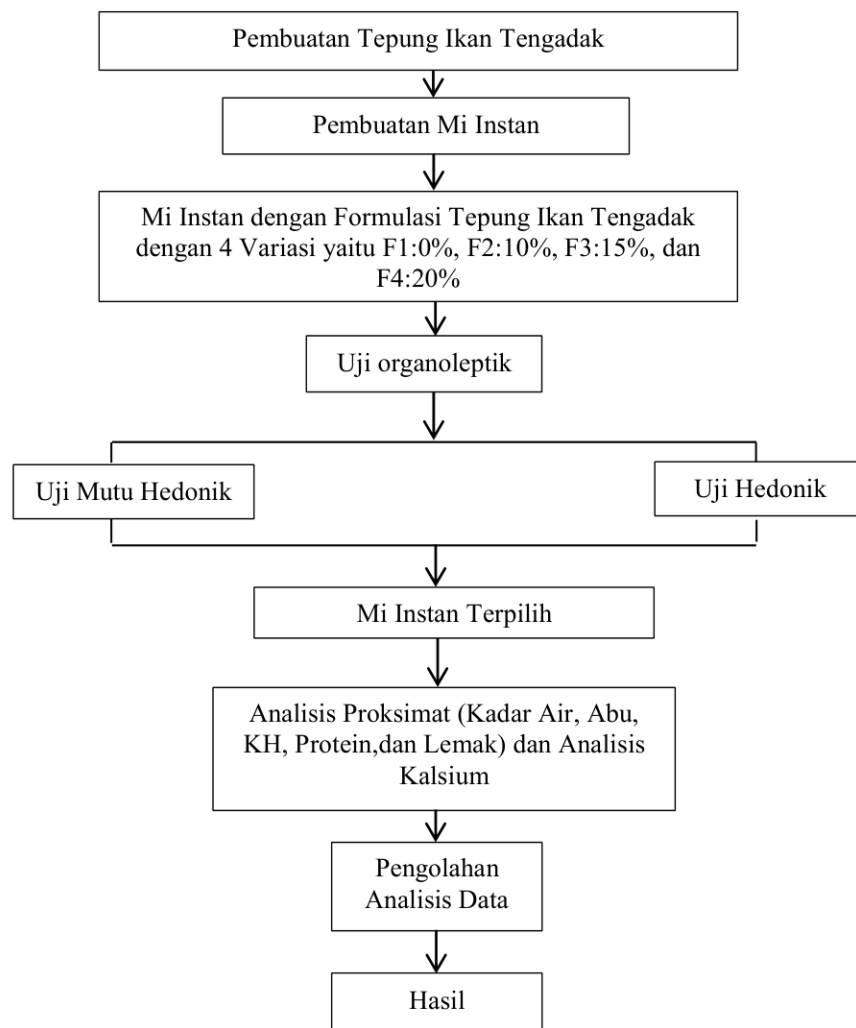 Pembuatan Tepung Ikan Tengadak
Pembuatan Mi Instan
Mi Instan dengan Formulasi Tepung Ikan Tengadak
dengan 4 Variasi yaitu F1:0%, F2:10%, F3:15%, dan
F4:20%
Uji organoleptik
Uji Mutu Hedonik
Uji Hedonik
Mi Instan Terpilih
Analisis Proksimat (Kadar Air, Abu,
KH, Protein,dan Lemak) dan Analisis
Kalsium
Pengolahan
Analisis Data
Hasil